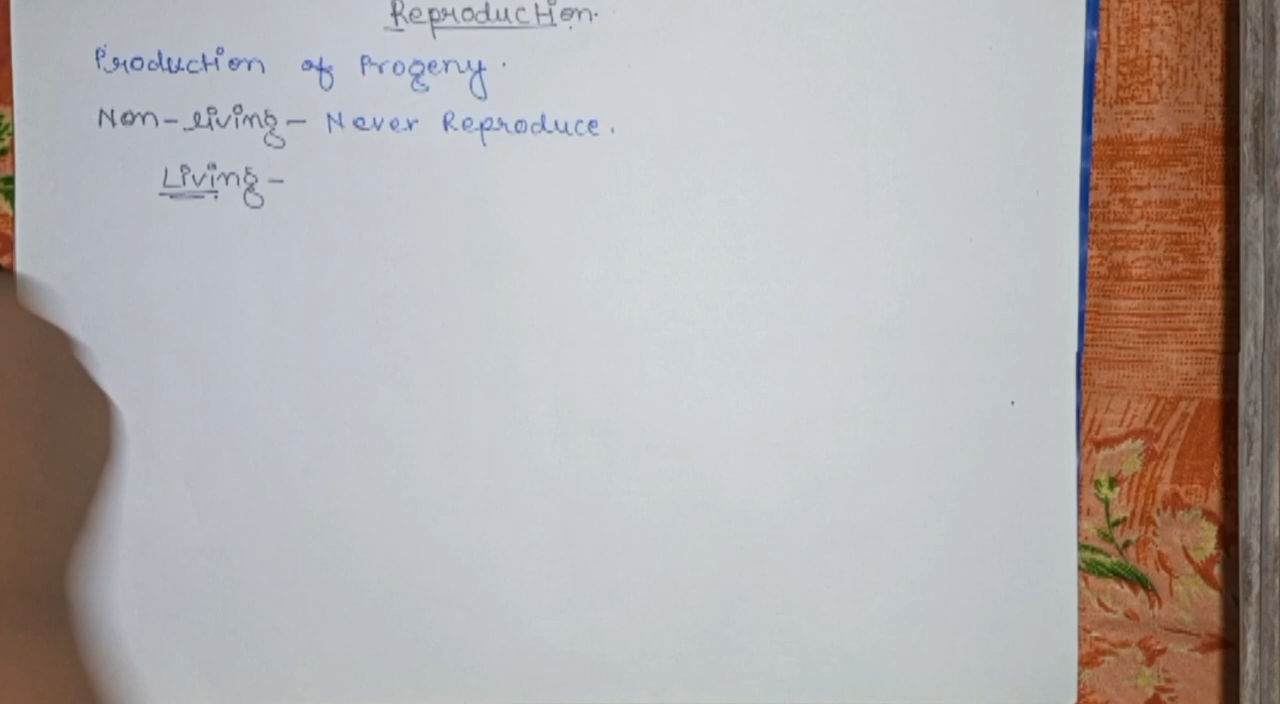 Reproduction.
Production of Progeny.
Non-living- Never Reproduce.
Living-